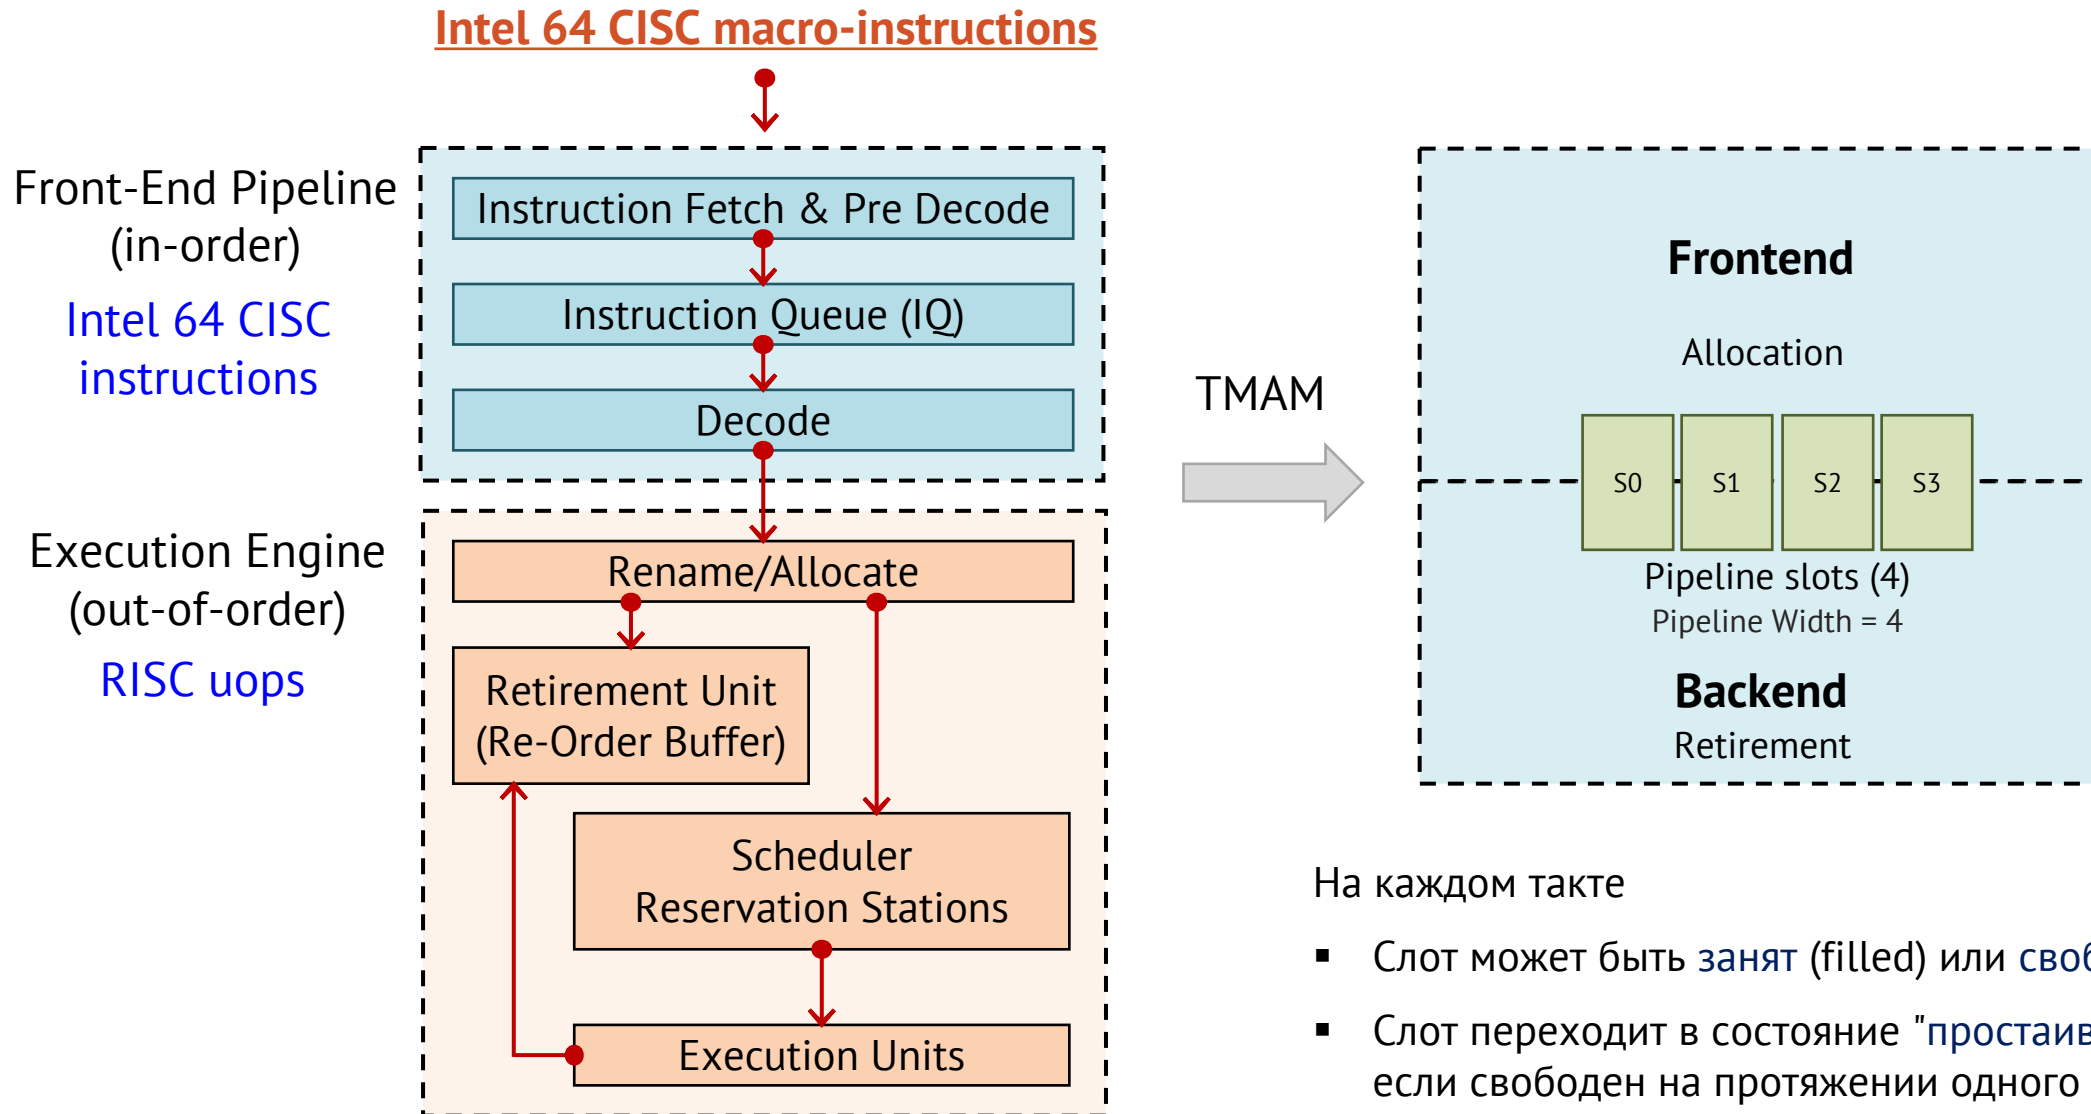 Intel 64 CISC macro-instructions
Front-End Pipeline
(in-order)
Intel 64 CISC
instructions
Instruction Fetch & Pre Decode
Instruction Queue (IQ)
Decode
Execution Engine
(out-of-order)
RISC uops
Rename/Allocate
Retirement Unit
(Re-Order Buffer)
Scheduler
Reservation Stations
Execution Units
TMAM
Frontend
Allocation
S0 S1 S2 S3
Pipeline slots (4)
Pipeline Width = 4
Backend
Retirement
На каждом такте
▪ Слот может быть занят (filled) или
▪ Слот переходит в состояние
если свободен на протяжении одного